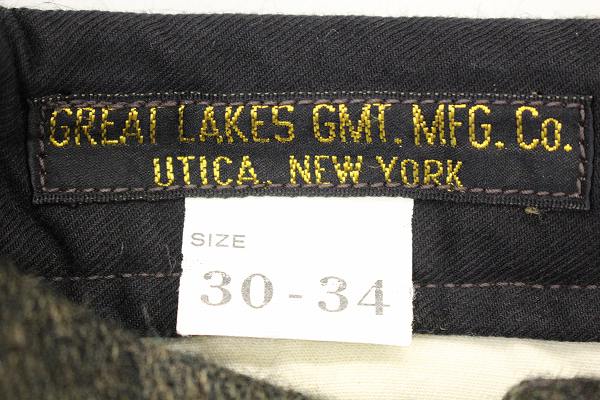 GREAT LAKES GMT. MFG. Co.
UTICA, NEW YORK
SIZE
30 - 34